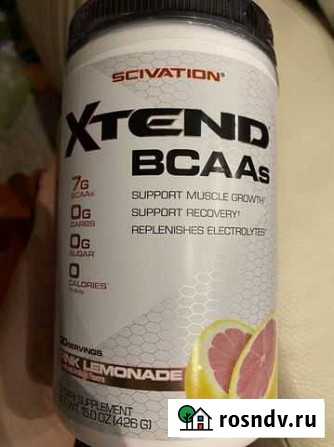 SCIVATION®
XTEND®
BCAAs
7G
BCAAs
0G
CARBS
0G
SUGAR
0
CALORIES
SUPPORT MUSCLE GROWTH†
SUPPORT RECOVERY†
REPLENISHES ELECTROLYTES†
SERVINGS
LEMONADE
SUPPLEMENT
15.0 OZ (426 G)
rosndv.ru